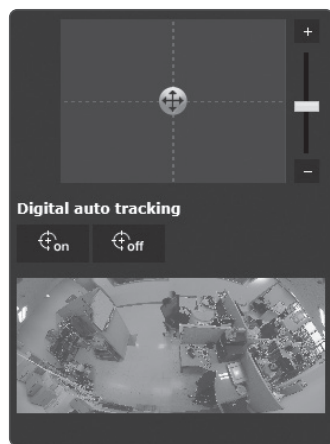 +
−
Digital auto tracking
on off